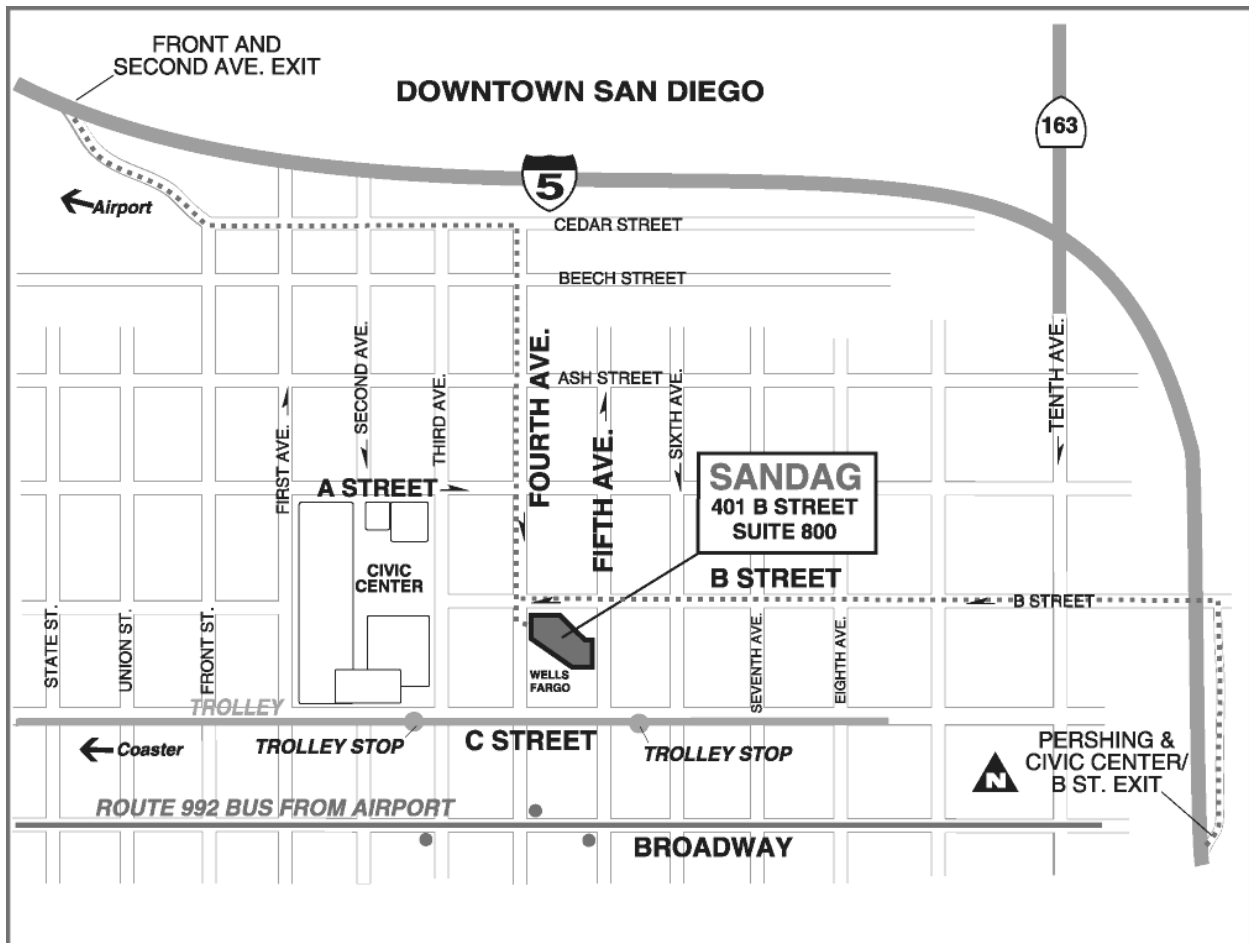 FRONT AND
SECOND AVE. EXIT
DOWNTOWN SAN DIEGO
163
5
Airport
CEDAR STREET
BEECH STREET
ASH STREET
FIRST AVE.
SECOND AVE.
THIRD AVE.
FOURTH AVE.
FIFTH AVE.
SIXTH AVE.
TENTH AVE.
A STREET
SANDAG
401 B STREET
SUITE 800
CIVIC
CENTER
B STREET
B STREET
STATE ST.
UNION ST.
FRONT ST.
WELLS
FARGO
SEVENTH AVE.
EIGHTH AVE.
TROLLEY
Coaster
TROLLEY STOP
C STREET
TROLLEY STOP
N
PERSHING &
CIVIC CENTER/
B ST. EXIT
ROUTE 992 BUS FROM AIRPORT
BROADWAY